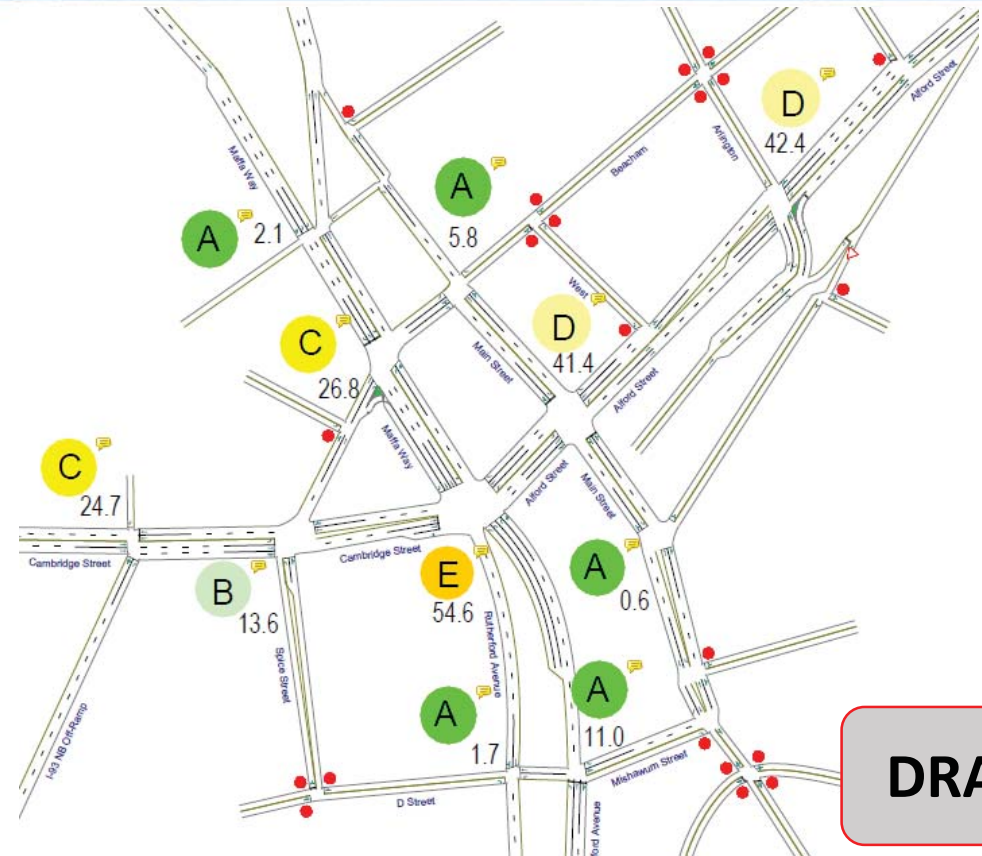 Alford Street
D
42.4
Arlington
Beacham
Maffa Way
A
5.8
A
2.1
West
D
41.4
C
26.8
Main Street
Alford Street
Maffa Way
C
24.7
Alford Street
Main Street
Cambridge Street
Cambridge Street
B
13.6
E
54.6
A
0.6
Rutherford Avenue
Spice Street
A
1.7
A
11.0
I-93 NB Off-Ramp
Mishawum Street
D Street
ford Avenue
DRA